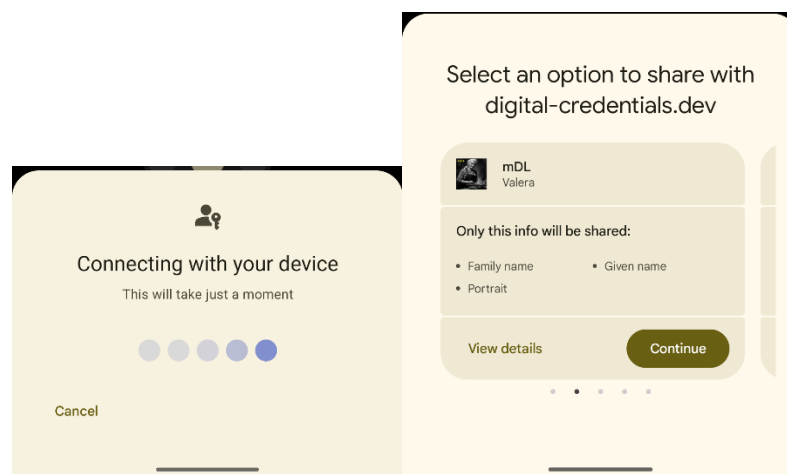 Connecting with your device
This will take just a moment
Cancel
Select an option to share with
digital-credentials.dev
mDL
Valera
Only this info will be shared:
• Family name
• Given name
• Portrait
View details
Continue